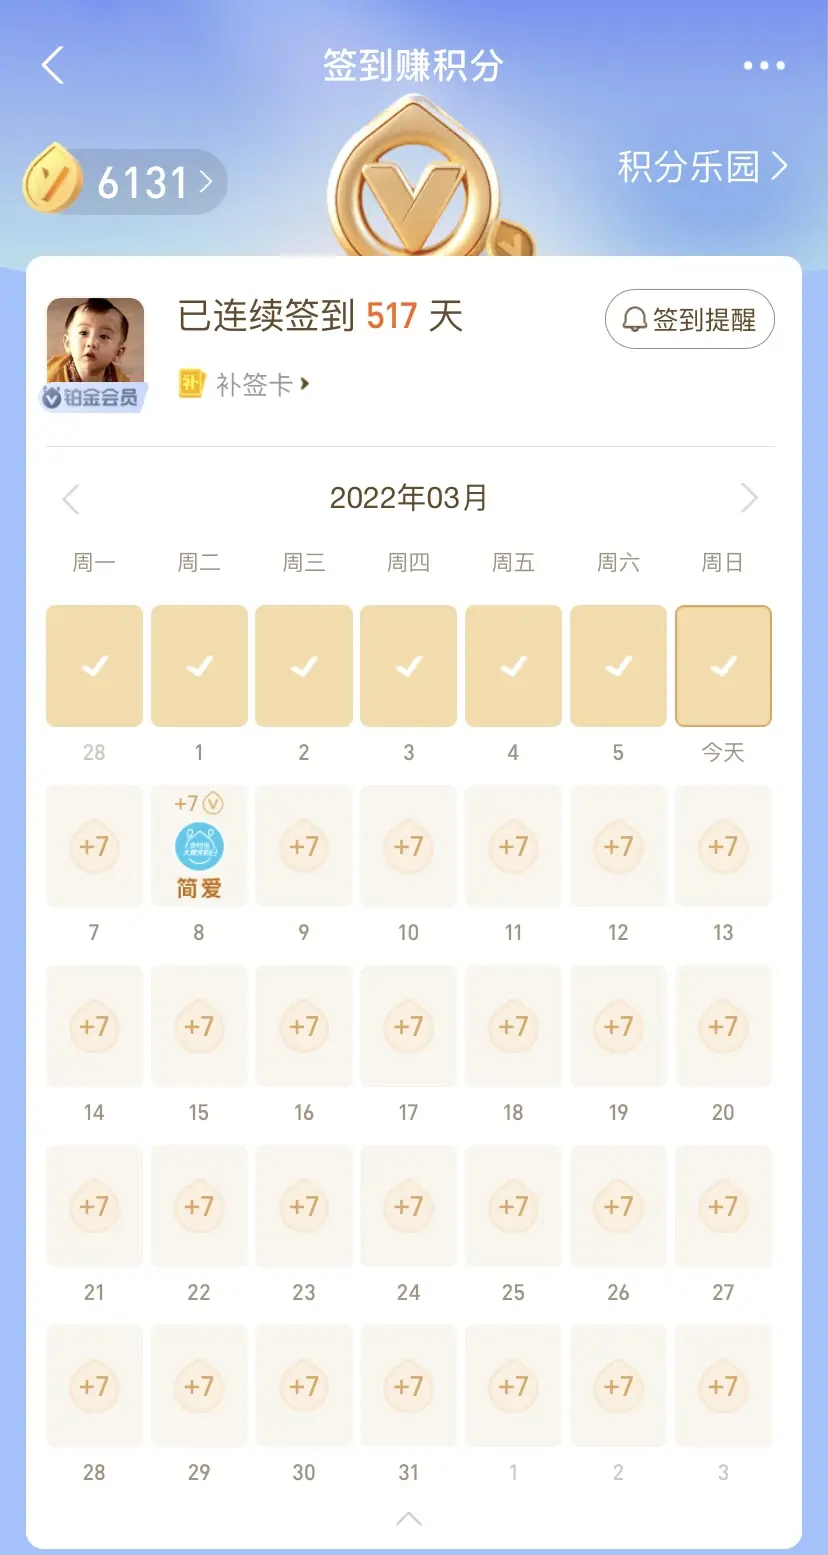 签到赚积分
6131
积分乐园
已连续签到 517 天
签到提醒
补 补签卡
铂金会员
2022年03月
周一 周二 周三 周四 周五 周六 周日
28 1 2 3 4 5 今天
+7 +7 +7 +7 +7 +7 +7
简爱
7 8 9 10 11 12 13
+7 +7 +7 +7 +7 +7 +7
14 15 16 17 18 19 20
+7 +7 +7 +7 +7 +7 +7
21 22 23 24 25 26 27
+7 +7 +7 +7 +7 +7 +7
28 29 30 31 1 2 3